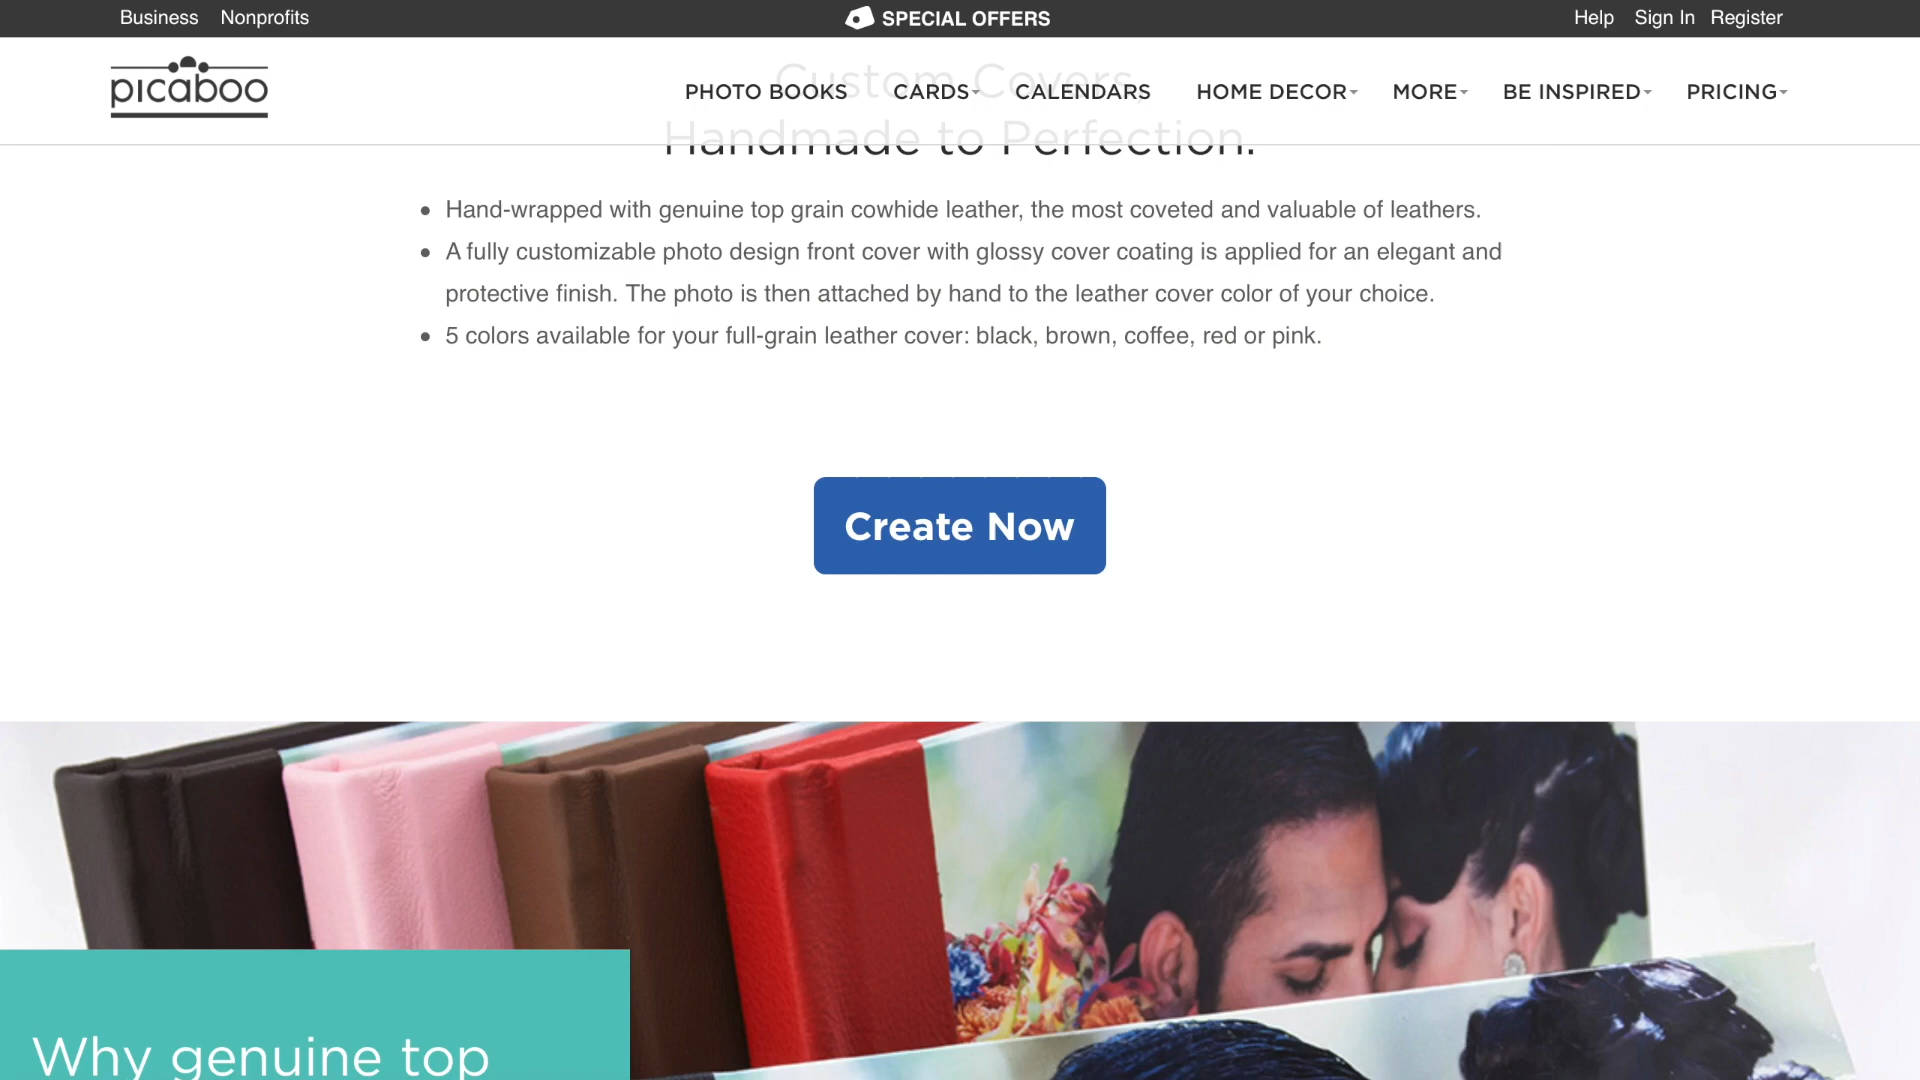 Business Nonprofits SPECIAL OFFERS Help Sign In Register
picaboo
PHOTO BOOKS CARDS CALENDARS HOME DECOR MORE BE INSPIRED PRICING
Custom Covers,
Handmade to Perfection.
Hand-wrapped with genuine top grain cowhide leather, the most coveted and valuable of leathers.
A fully customizable photo design front cover with glossy cover coating is applied for an elegant and
protective finish. The photo is then attached by hand to the leather cover color of your choice.
5 colors available for your full-grain leather cover: black, brown, coffee, red or pink.
Create Now
Why genuine top